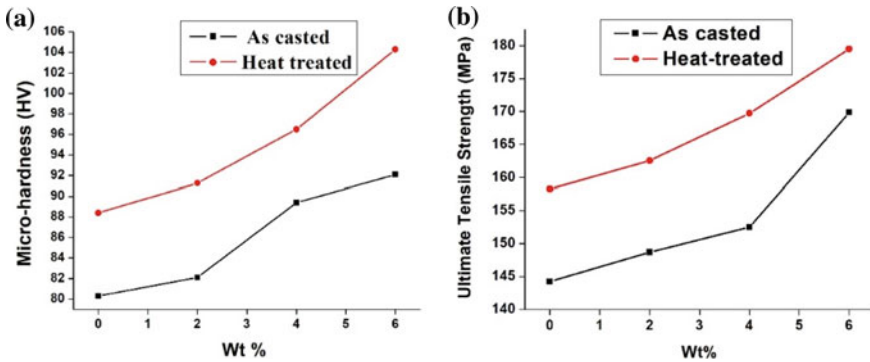 (a)
106
104
102
100
98
96
94
92
90
88
86
84
82
80
Micro-hardness (HV)
As casted
Heat treated
0 1 2 3 4 5 6
Wt %
(b)
180
175
170
165
160
155
150
145
140
Ultimate Tensile Strength (MPa)
As casted
Heat-treated
0 1 2 3 4 5 6
Wt%